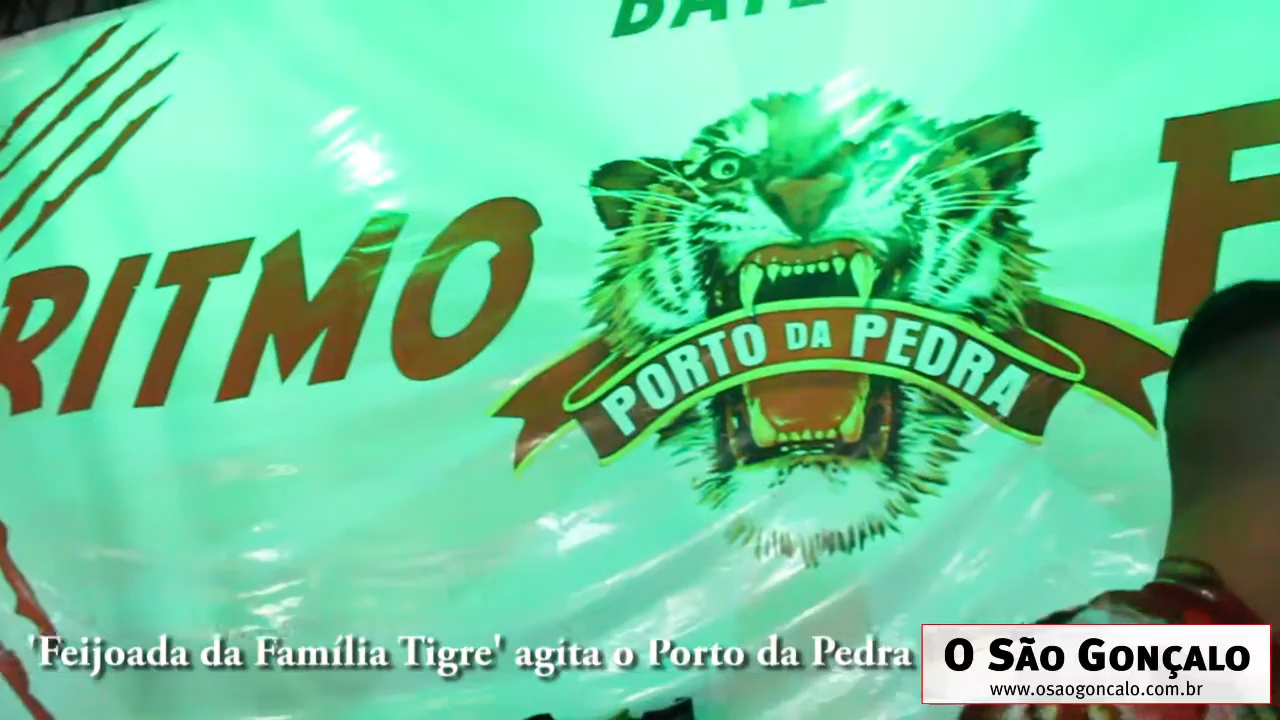 RITMO
PORTO DA PEDRA
'Feijoada da Família Tigre' agita o Porto da Pedra
O SÃO GONÇALO
www.osaogoncalo.com.br